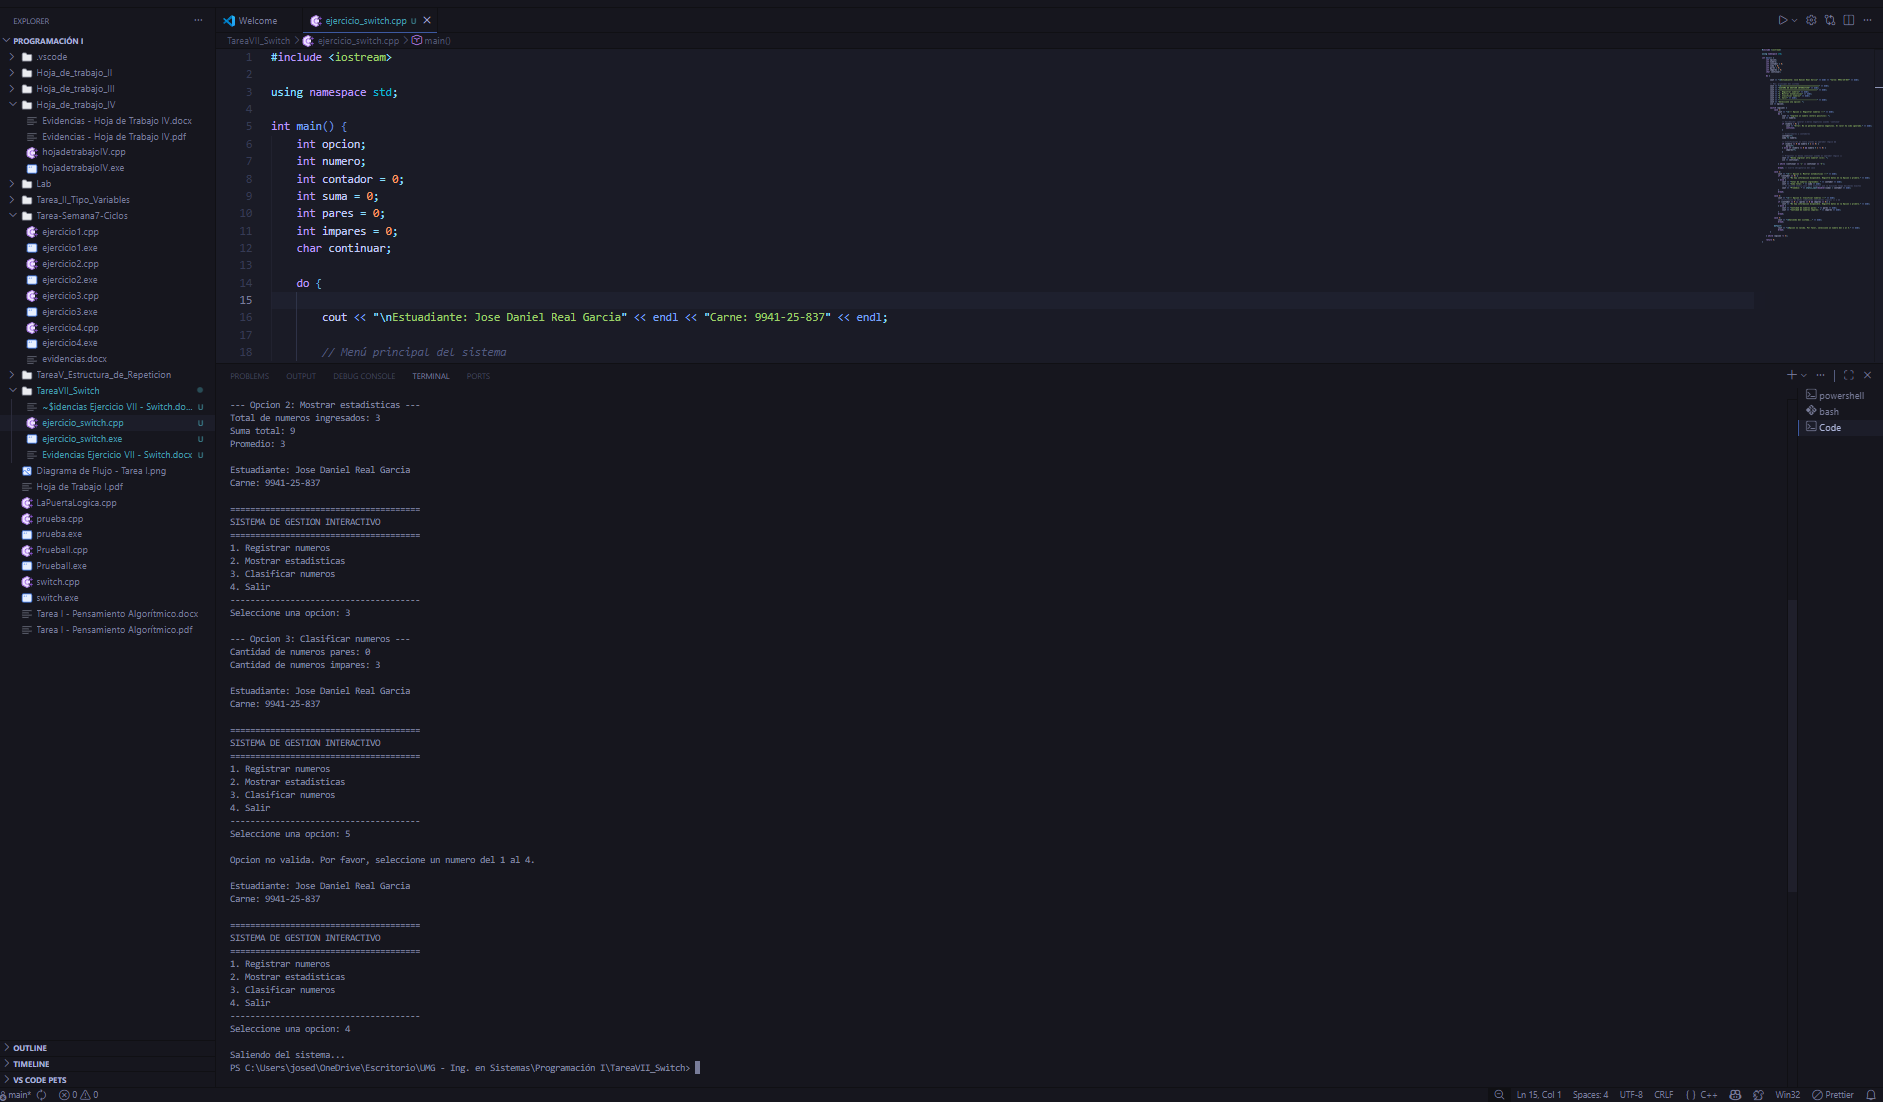 EXPLORER
PROGRAMACIÓN I
.vscode
Hoja_de_trabajo_II
Hoja_de_trabajo_III
Hoja_de_trabajo_IV
Evidencias - Hoja de Trabajo IV.docx
Evidencias - Hoja de Trabajo IV.pdf
hojadetrabajoIV.cpp
hojadetrabajoIV.exe
Lab
Tarea_II_Tipo_Variables
Tarea-Semana7-Ciclos
ejercicio1.cpp
ejercicio1.exe
ejercicio2.cpp
ejercicio2.exe
ejercicio3.cpp
ejercicio3.exe
ejercicio4.cpp
ejercicio4.exe
evidencias.docx
TareaV_Estructura_de_Repeticion
TareaVII_Switch
~$idencias Ejercicio VII - Switch.do... U
ejercicio_switch.cpp U
ejercicio_switch.exe U
Evidencias Ejercicio VII - Switch.docx U
Diagrama de Flujo - Tarea I.png
Hoja de Trabajo I.pdf
LaPuertaLogica.cpp
prueba.cpp
prueba.exe
PruebaII.cpp
PruebaII.exe
switch.cpp
switch.exe
Tarea I - Pensamiento Algorítmico.docx
Tarea I - Pensamiento Algorítmico.pdf
OUTLINE
TIMELINE
VS CODE PETS
Welcome ejercicio_switch.cpp U
TareaVII_Switch > ejercicio_switch.cpp > main()
1 #include <iostream>
2
3 using namespace std;
4
5 int main() {
6 int opcion;
7 int numero;
8 int contador = 0;
9 int suma = 0;
10 int pares = 0;
11 int impares = 0;
12 char continuar;
13
14 do {
15
16 cout << "\nEstuadiante: Jose Daniel Real Garcia" << endl << "Carne: 9941-25-837" << endl;
17
18 // Menú principal del sistema
PROBLEMS OUTPUT DEBUG CONSOLE TERMINAL PORTS
powershell
bash
Code
--- Opcion 2: Mostrar estadisticas ---
Total de numeros ingresados: 3
Suma total: 9
Promedio: 3
Estuadiante: Jose Daniel Real Garcia
Carne: 9941-25-837
======================================
SISTEMA DE GESTION INTERACTIVO
======================================
1. Registrar numeros
2. Mostrar estadisticas
3. Clasificar numeros
4. Salir
--------------------------------------
Seleccione una opcion: 3
--- Opcion 3: Clasificar numeros ---
Cantidad de numeros pares: 0
Cantidad de numeros impares: 3
Estuadiante: Jose Daniel Real Garcia
Carne: 9941-25-837
======================================
SISTEMA DE GESTION INTERACTIVO
======================================
1. Registrar numeros
2. Mostrar estadisticas
3. Clasificar numeros
4. Salir
--------------------------------------
Seleccione una opcion: 5
Opcion no valida. Por favor, seleccione un numero del 1 al 4.
Estuadiante: Jose Daniel Real Garcia
Carne: 9941-25-837
======================================
SISTEMA DE GESTION INTERACTIVO
======================================
1. Registrar numeros
2. Mostrar estadisticas
3. Clasificar numeros
4. Salir
--------------------------------------
Seleccione una opcion: 4
Saliendo del sistema...
PS C:\Users\josed\OneDrive\Escritorio\UMG - Ing. en Sistemas\Programación I\TareaVII_Switch>
main* 0 0 Ln 15, Col 1 Spaces: 4 UTF-8 CRLF { } C++ Win32 Prettier